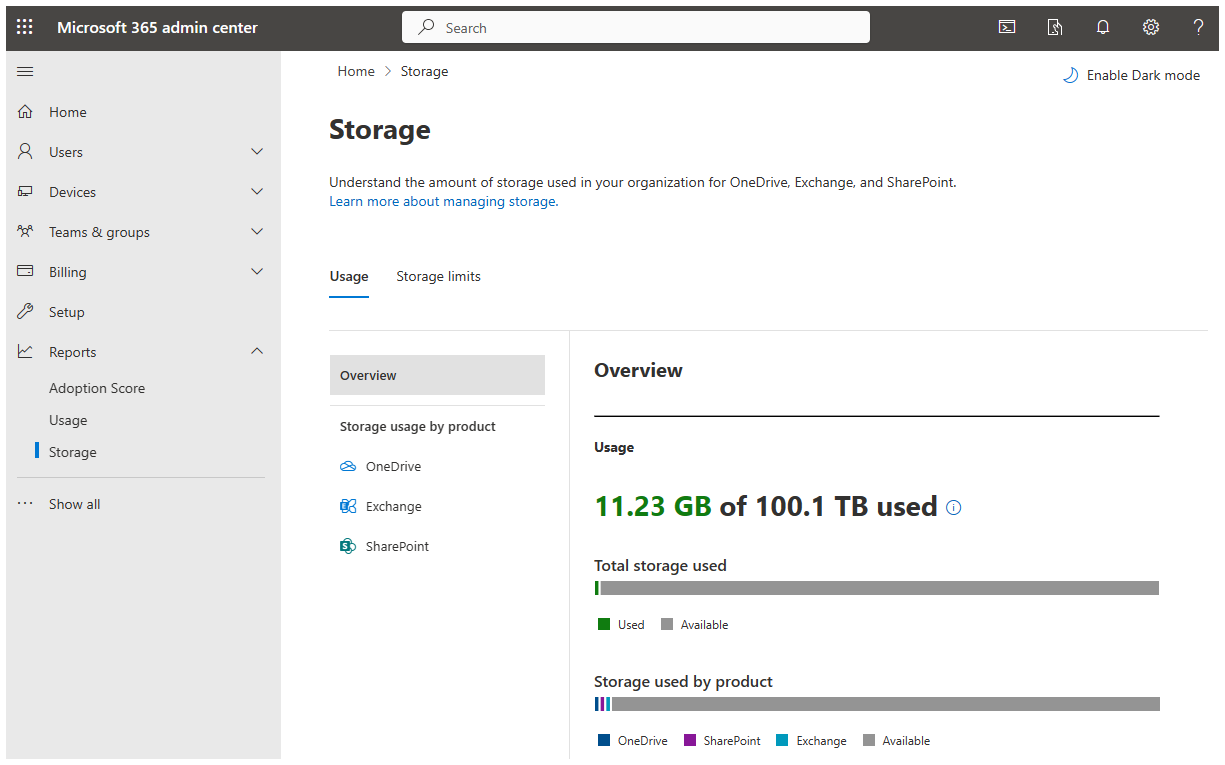 Microsoft 365 admin center
Search
Home
Users
Devices
Teams & groups
Billing
Setup
Reports
Adoption Score
Usage
Storage
Show all
Home > Storage
Enable Dark mode
Storage
Understand the amount of storage used in your organization for OneDrive, Exchange, and SharePoint.
Learn more about managing storage.
Usage
Storage limits
Overview
Storage usage by product
OneDrive
Exchange
SharePoint
Overview
Usage
11.23 GB of 100.1 TB used
Total storage used
Used Available
Storage used by product
OneDrive SharePoint Exchange Available